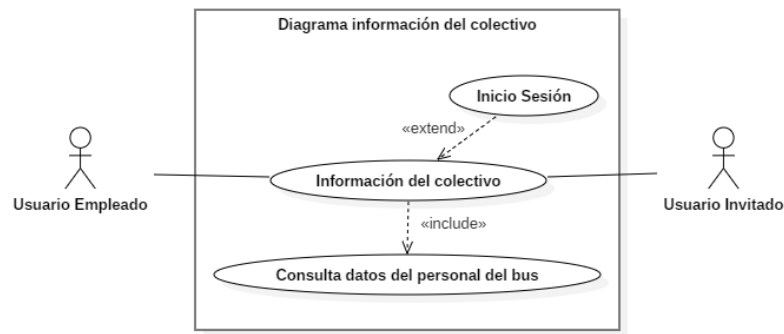 Diagrama información del colectivo
Inicio Sesión
«extend»
Información del colectivo
Usuario Empleado
Usuario Invitado
«include»
Consulta datos del personal del bus